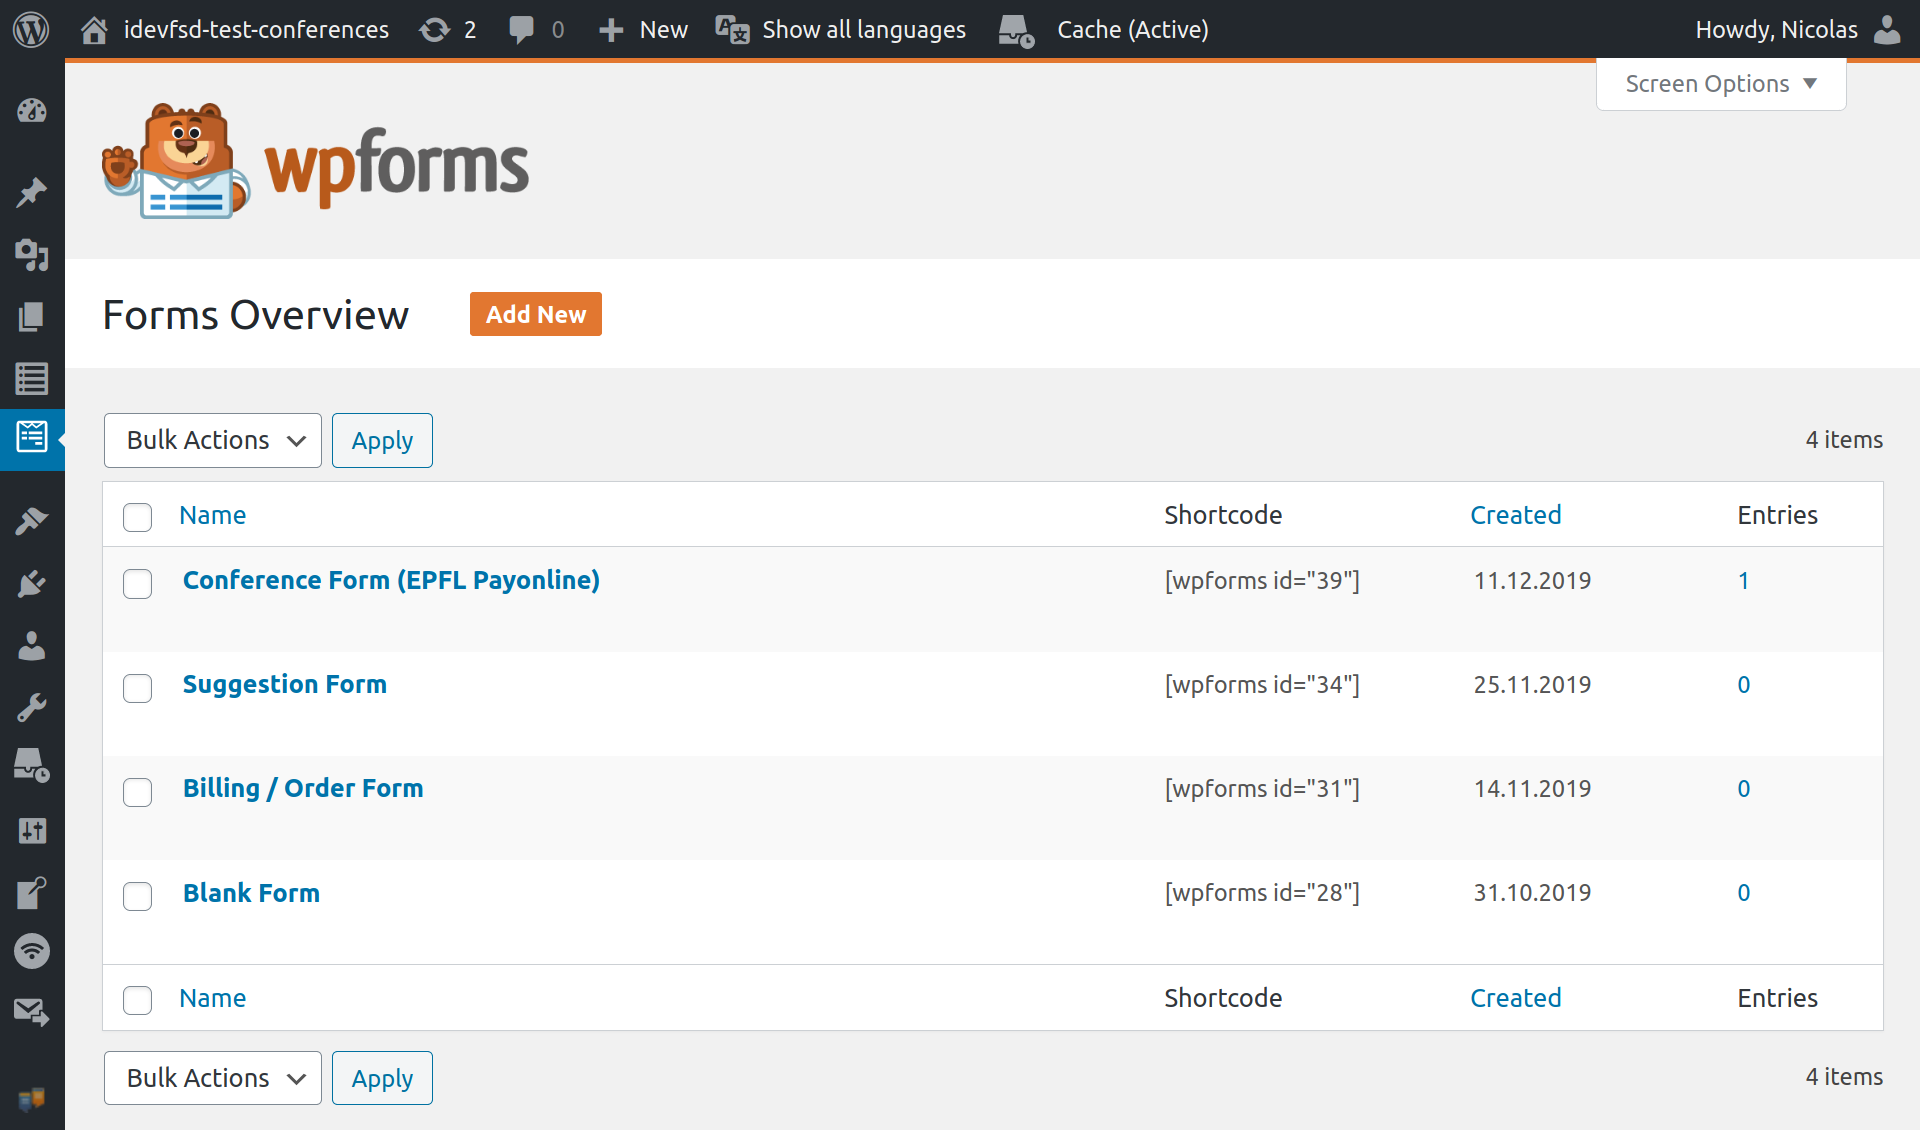 idevfsd-test-conferences 2 0 New Show all languages Cache (Active) Howdy, Nicolas
Screen Options
wpforms
Forms Overview Add New
Bulk Actions Apply 4 items
Name Shortcode Created Entries
Conference Form (EPFL Payonline) [wpforms id="39"] 11.12.2019 1
Suggestion Form [wpforms id="34"] 25.11.2019 0
Billing / Order Form [wpforms id="31"] 14.11.2019 0
Blank Form [wpforms id="28"] 31.10.2019 0
Name Shortcode Created Entries
Bulk Actions Apply 4 items